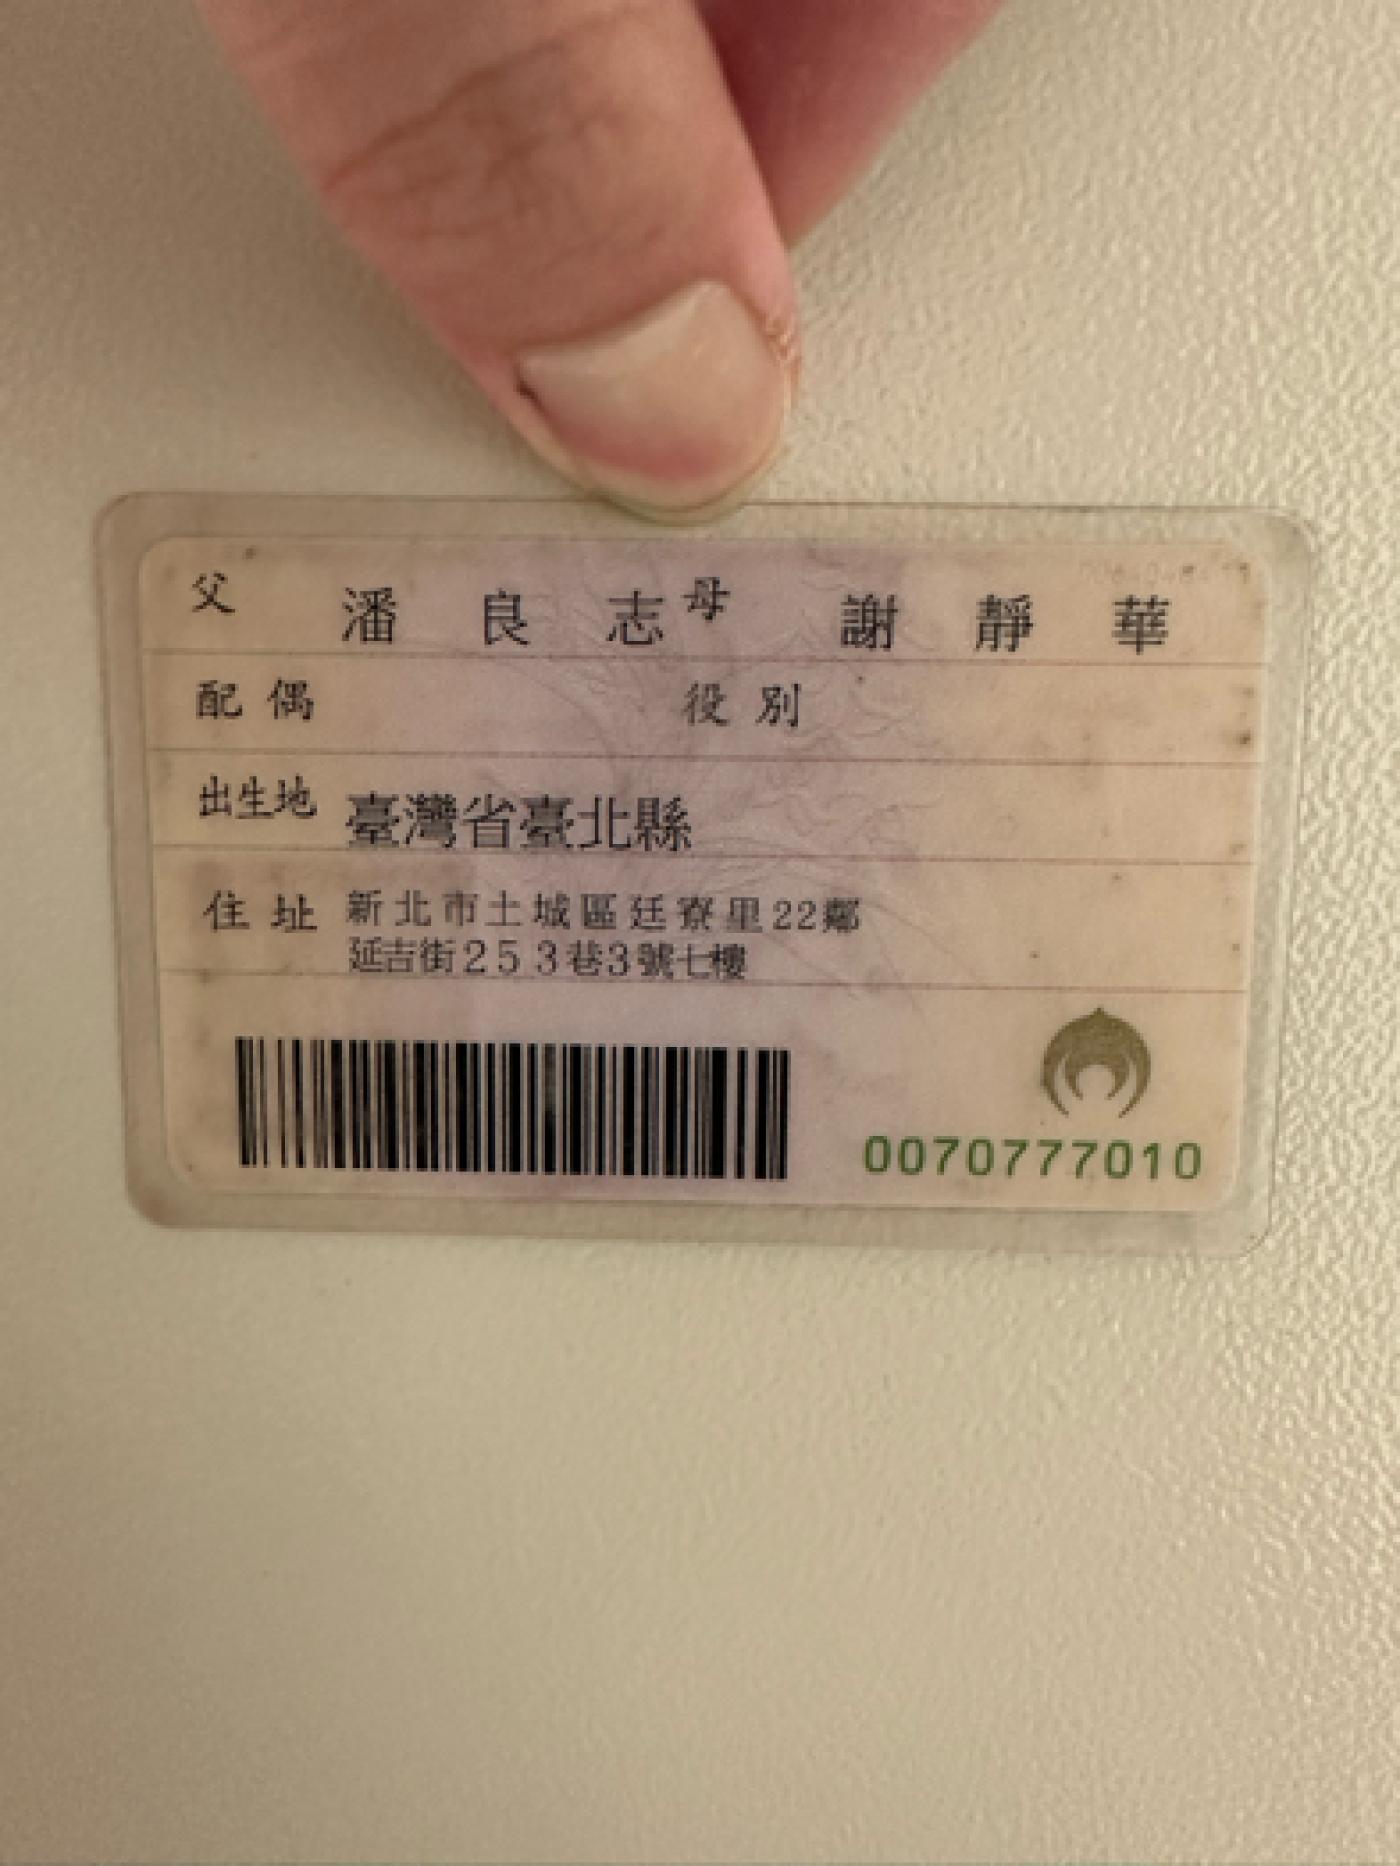 父 潘良志 母 謝靜華
配偶 役別
出生地 臺灣省臺北縣
住址 新北市土城區廷寮里22鄰
延吉街253巷3號七樓
0070777010